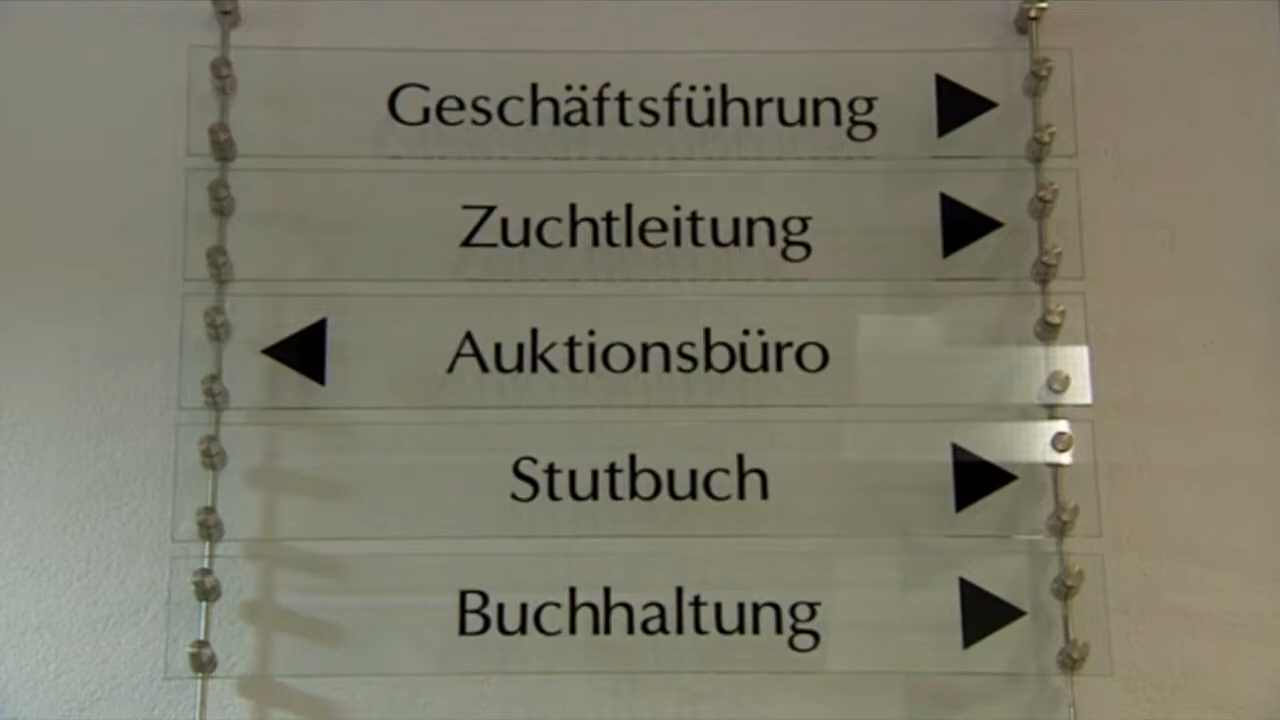 Geschäftsführung
Zuchtleitung
Auktionsbüro
Stutbuch
Buchhaltung